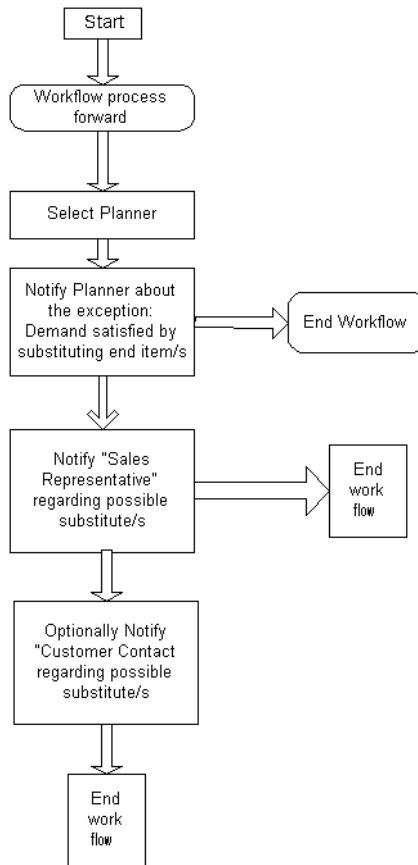 Start
Workflow process
forward
Select Planner
Notify Planner about
the exception:
Demand satisfied by
substituting end item/s
End Workflow
Notify "Sales
Representative"
regarding possible
substitute/s
End
work
flow
Optionally Notify
"Customer Contact
regarding possible
substitute/s
End
work
flow